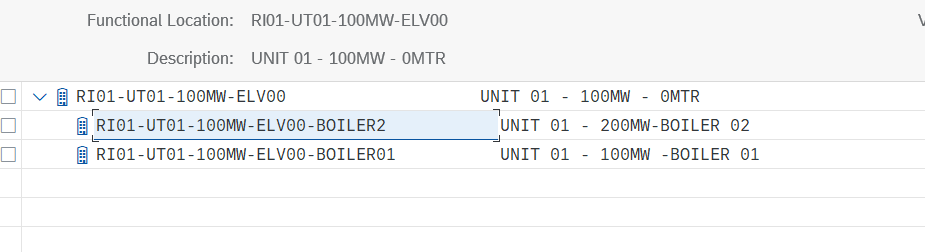 Functional Location: RI01-UT01-100MW-ELV00 V
Description: UNIT 01 - 100MW - 0MTR
RI01-UT01-100MW-ELV00 UNIT 01 - 100MW - 0MTR
RI01-UT01-100MW-ELV00-BOILER2 UNIT 01 - 200MW-BOILER 02
RI01-UT01-100MW-ELV00-BOILER01 UNIT 01 - 100MW -BOILER 01